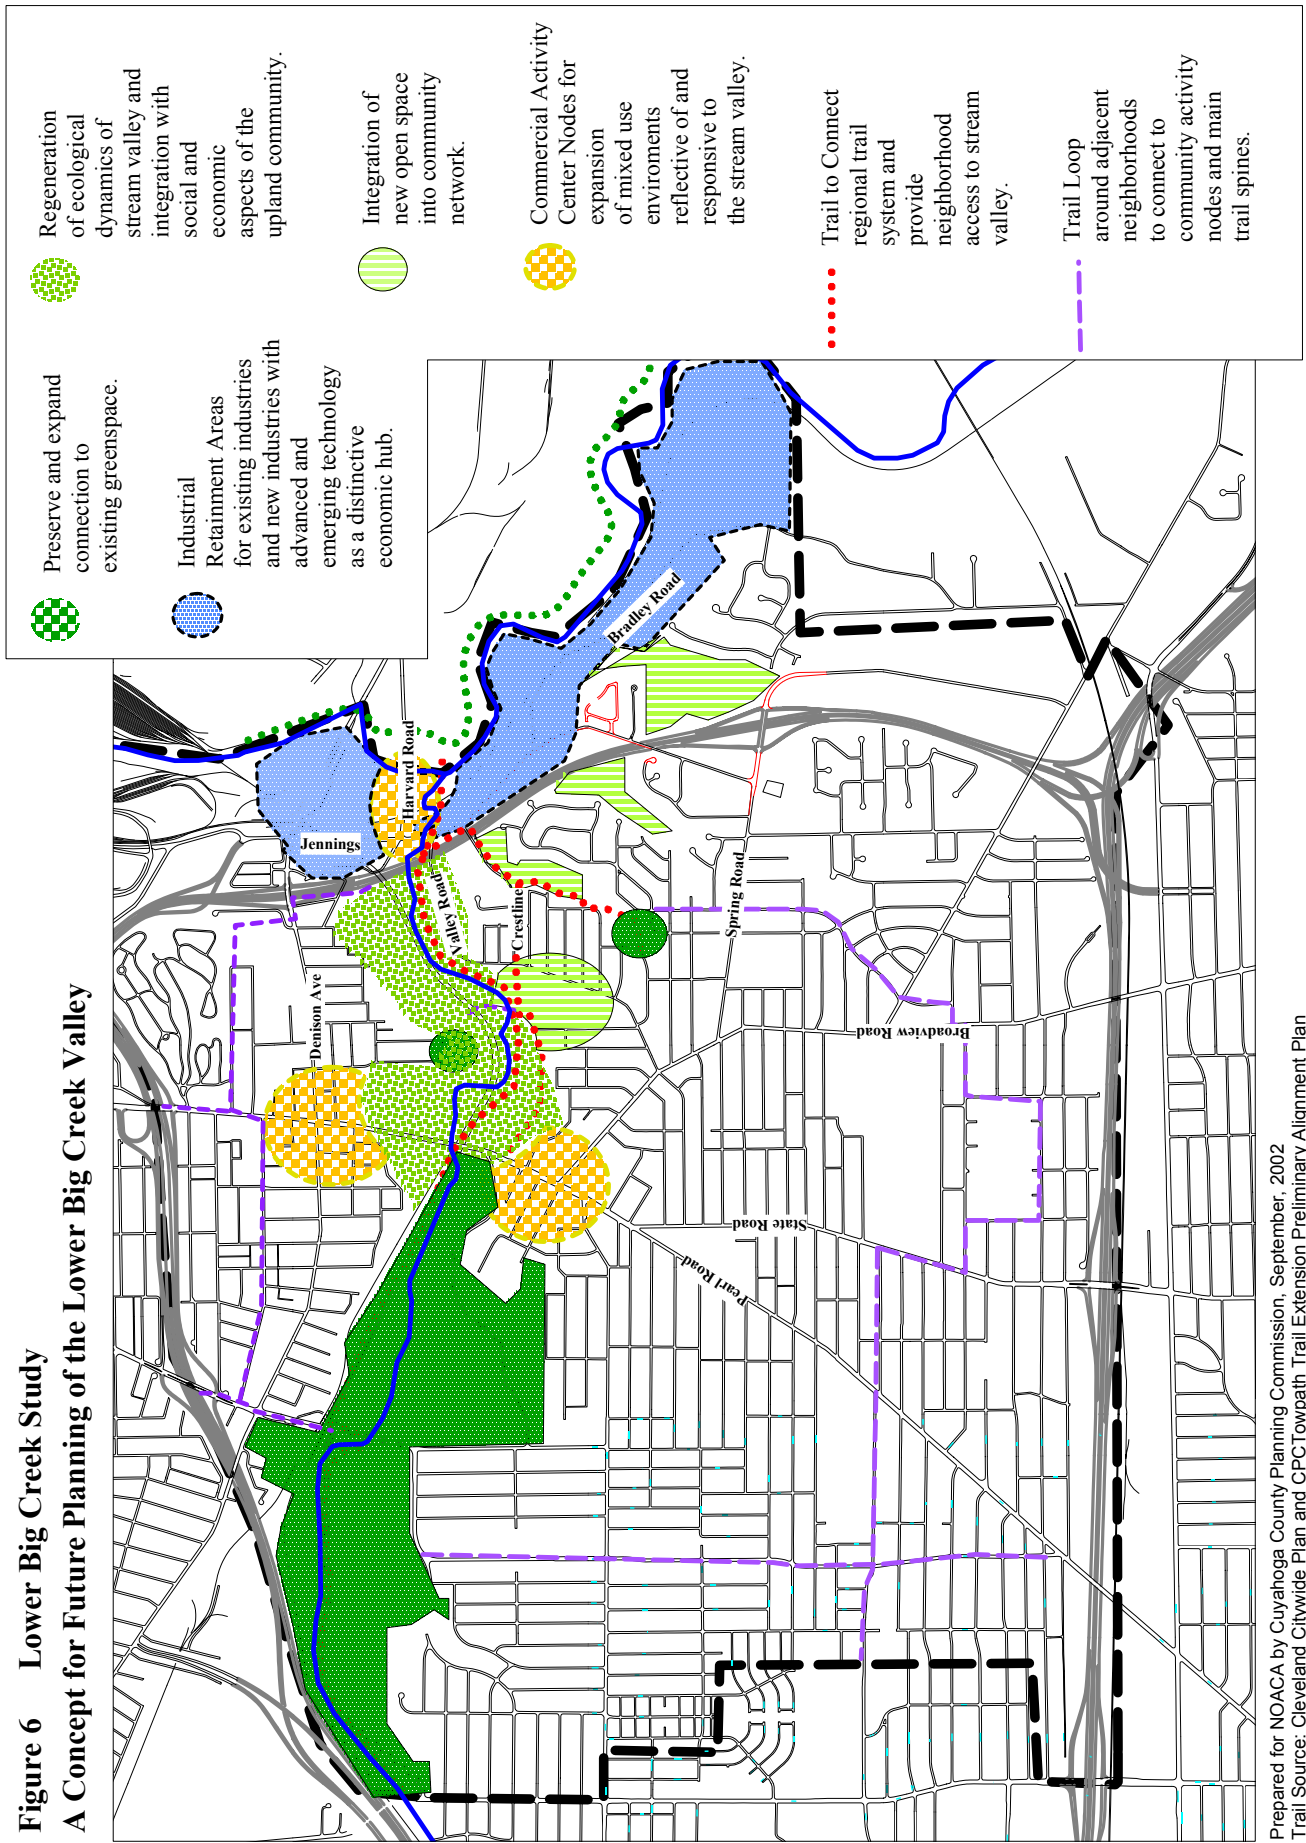 Figure 6 Lower Big Creek Study
A Concept for Future Planning of the Lower Big Creek Valley
Preserve and expand
connection to
existing greenspace.
Industrial
Retainment Areas
for existing industries
and new industries with
advanced and
emerging technology
as a distinctive
economic hub.
Regeneration
of ecological
dynamics of
stream valley and
integration with
social and
economic
aspects of the
upland community.
Integration of
new open space
into community
network.
Commercial Activity
Center Nodes for
expansion
of mixed use
enviroments
reflective of and
responsive to
the stream valley.
Trail to Connect
regional trail
system and
provide
neighborhood
access to stream
valley.
Trail Loop
around adjacent
neighborhoods
to connect to
community activity
nodes and main
trail spines.
Jennings
Harvard Road
Bradley Road
Denison Ave
Valley Road
Crestline
Spring Road
Broadview Road
State Road
Pearl Road
Prepared for NOACA by Cuyahoga County Planning Commission, September, 2002
Trail Source: Cleveland Citywide Plan and CPCTowpath Trail Extension Preliminary Alignment Plan